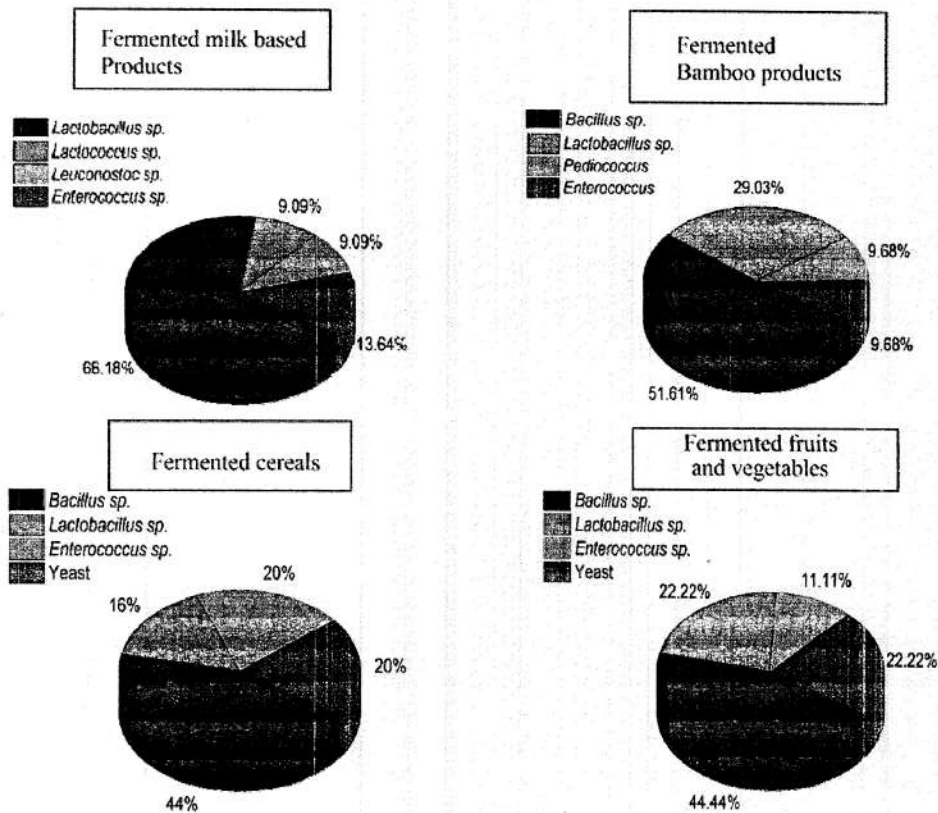 Fermented milk based
Products
Lactobacillus sp.
Lactococcus sp.
Leuconostoc sp.
Enterococcus sp.
9.09%
9.09%
13.64%
68.18%
Fermented
Bamboo products
Bacillus sp.
Lactobacillus sp.
Pediococcus
Enterococcus
29.03%
9.68%
9.68%
51.61%
Fermented cereals
Bacillus sp.
Lactobacillus sp.
Enterococcus sp.
Yeast
16%
20%
20%
44%
Fermented fruits
and vegetables
Bacillus sp.
Lactobacillus sp.
Enterococcus sp.
Yeast
22.22%
11.11%
22.22%
44.44%